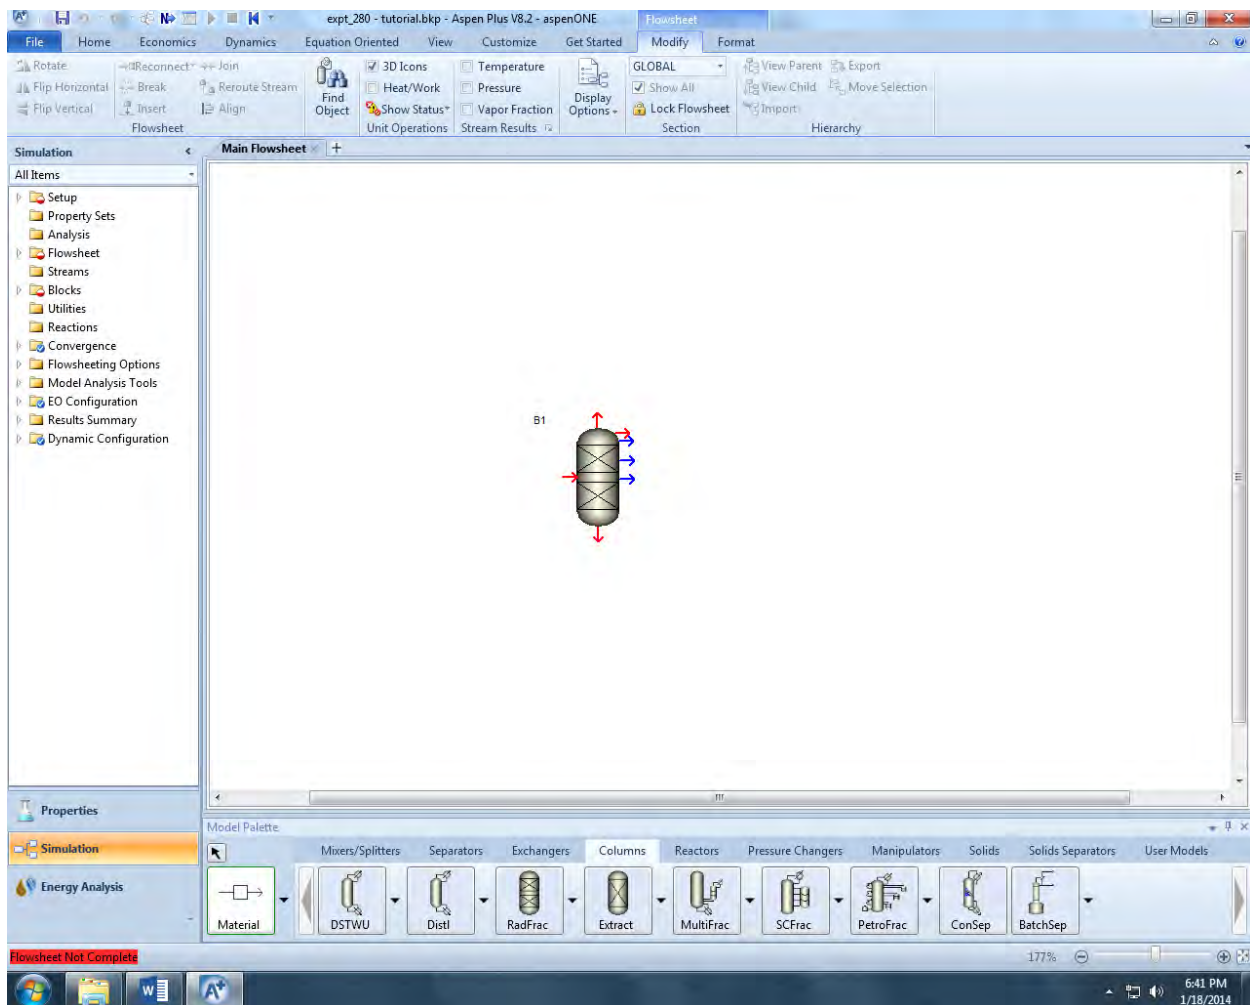 expt_280 - tutorial.bkp - Aspen Plus V8.2 - aspenONE
Flowsheet
File Home Economics Dynamics Equation Oriented View Customize Get Started Modify Format
Rotate Reconnect Join
Flip Horizontal Break Reroute Stream
Flip Vertical Insert Align
Flowsheet
Find Object
3D Icons
Heat/Work
Show Status
Unit Operations
Temperature
Pressure
Vapor Fraction
Stream Results
Display Options
GLOBAL
Show All
Lock Flowsheet
Section
View Parent Export
View Child Move Selection
Import
Hierarchy
Simulation
All Items
Setup
Property Sets
Analysis
Flowsheet
Streams
Blocks
Utilities
Reactions
Convergence
Flowsheeting Options
Model Analysis Tools
EO Configuration
Results Summary
Dynamic Configuration
Properties
Simulation
Energy Analysis
Main Flowsheet
B1
Model Palette
Mixers/Splitters Separators Exchangers Columns Reactors Pressure Changers Manipulators Solids Solids Separators User Models
Material DSTWU Distl RadFrac Extract MultiFrac SCFrac PetroFrac ConSep BatchSep
Flowsheet Not Complete
177%
6:41 PM
1/18/2014